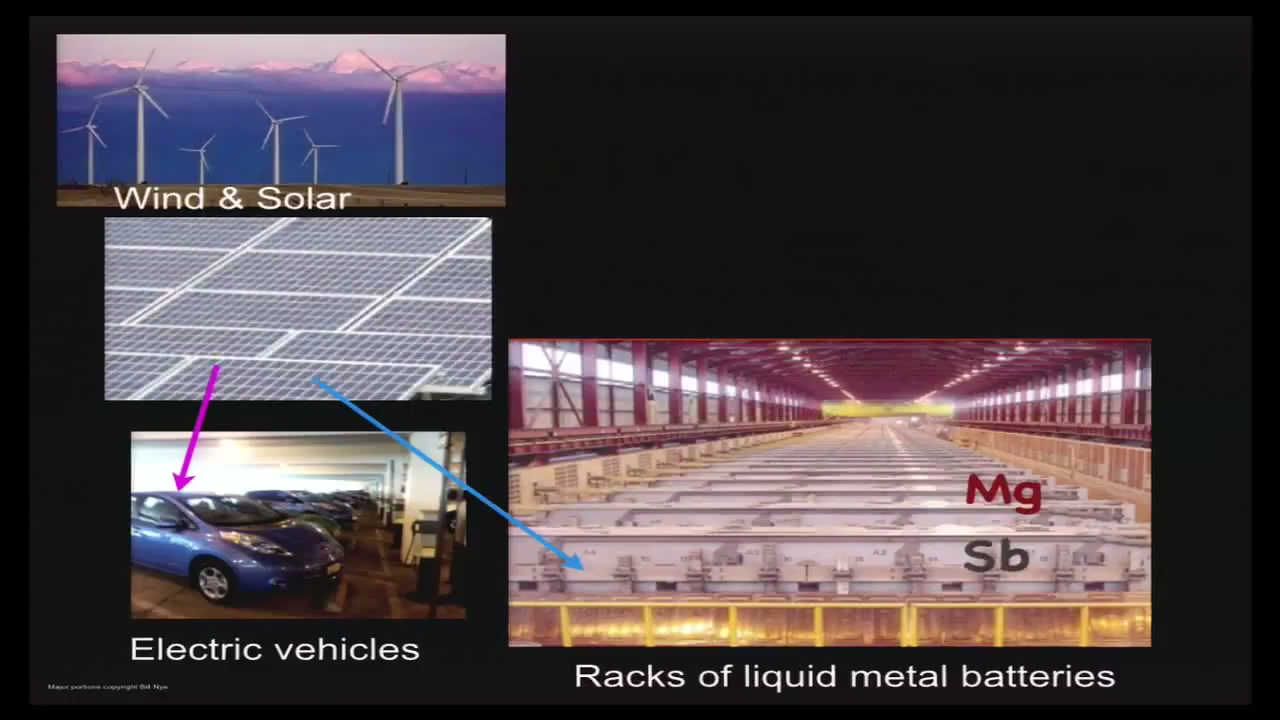 Wind & Solar
Mg
Sb
Electric vehicles
Racks of liquid metal batteries
Major portions copyright Bill Nye